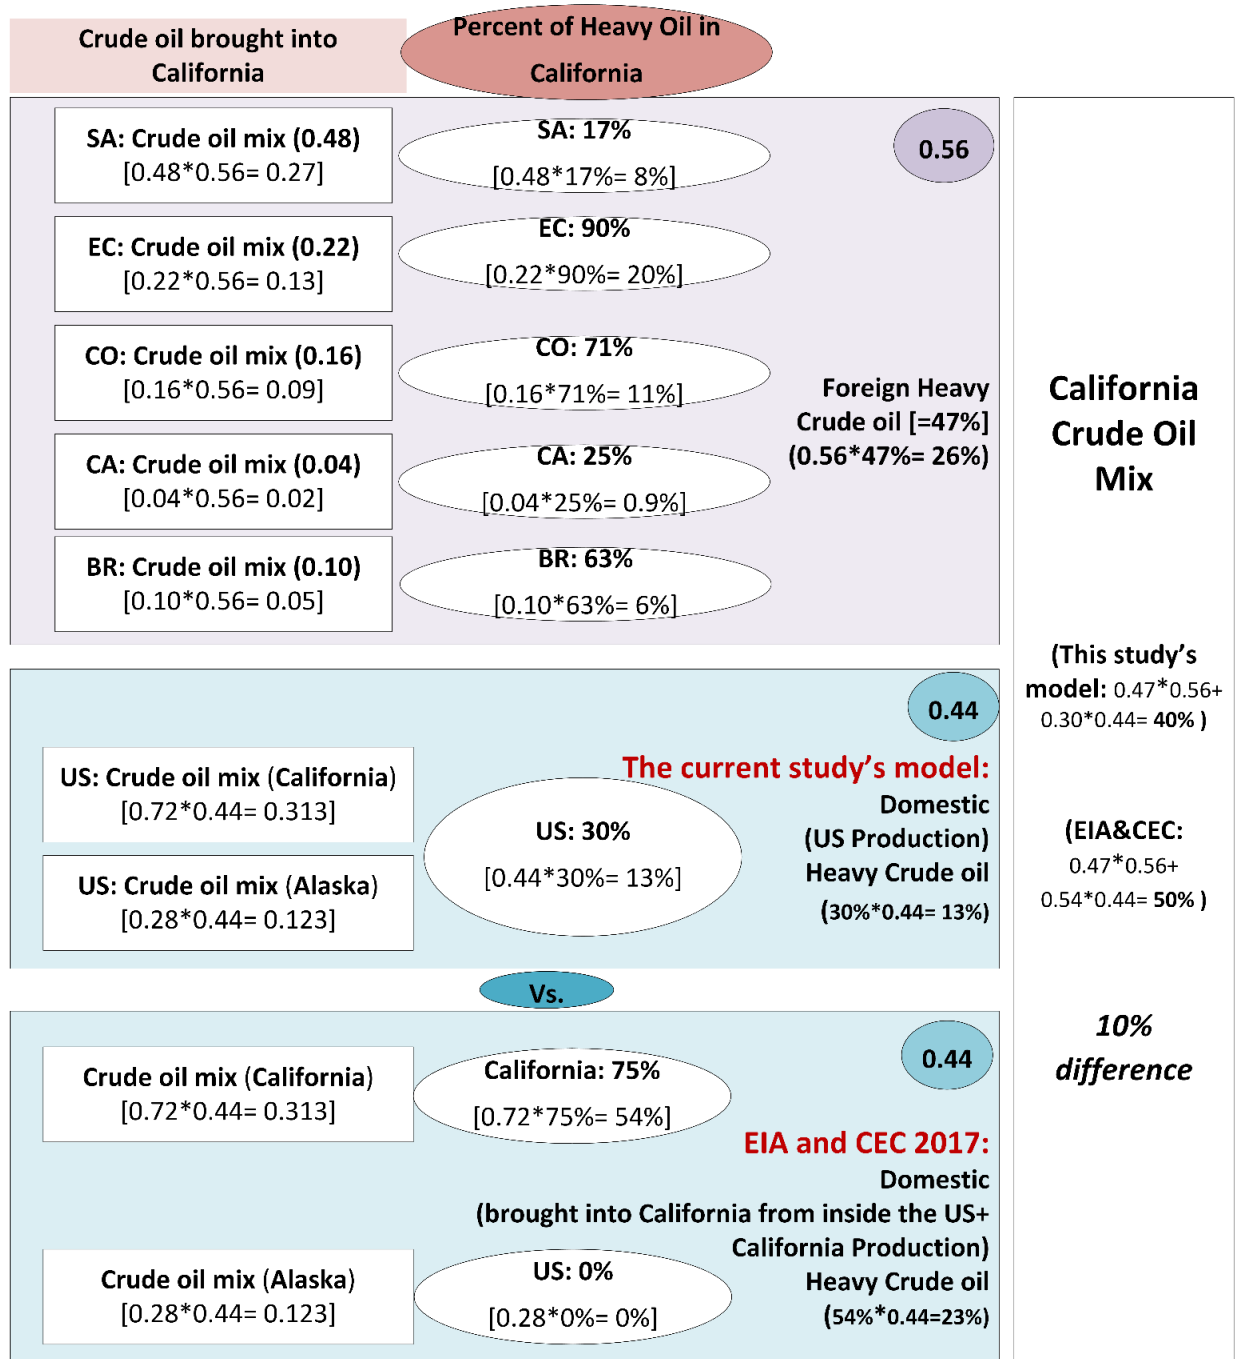 Crude oil brought into
California
Percent of Heavy Oil in
California
SA: Crude oil mix (0.48)
[0.48*0.56= 0.27]
SA: 17%
[0.48*17%= 8%]
0.56
EC: Crude oil mix (0.22)
[0.22*0.56= 0.13]
EC: 90%
[0.22*90%= 20%]
CO: Crude oil mix (0.16)
[0.16*0.56= 0.09]
CO: 71%
[0.16*71%= 11%]
CA: Crude oil mix (0.04)
[0.04*0.56= 0.02]
CA: 25%
[0.04*25%= 0.9%]
BR: Crude oil mix (0.10)
[0.10*0.56= 0.05]
BR: 63%
[0.10*63%= 6%]
Foreign Heavy
Crude oil [=47%]
(0.56*47%= 26%)
0.44
US: Crude oil mix (California)
[0.72*0.44= 0.313]
US: Crude oil mix (Alaska)
[0.28*0.44= 0.123]
US: 30%
[0.44*30%= 13%]
The current study's model:
Domestic
(US Production)
Heavy Crude oil
(30%*0.44= 13%)
Vs.
0.44
Crude oil mix (California)
[0.72*0.44= 0.313]
California: 75%
[0.72*75%= 54%]
Crude oil mix (Alaska)
[0.28*0.44= 0.123]
US: 0%
[0.28*0%= 0%]
EIA and CEC 2017:
Domestic
(brought into California from inside the US+
California Production)
Heavy Crude oil
(54%*0.44=23%)
California
Crude Oil
Mix
(This study's
model: 0.47*0.56+
0.30*0.44= 40% )
(EIA&CEC:
0.47*0.56+
0.54*0.44= 50% )
10%
difference